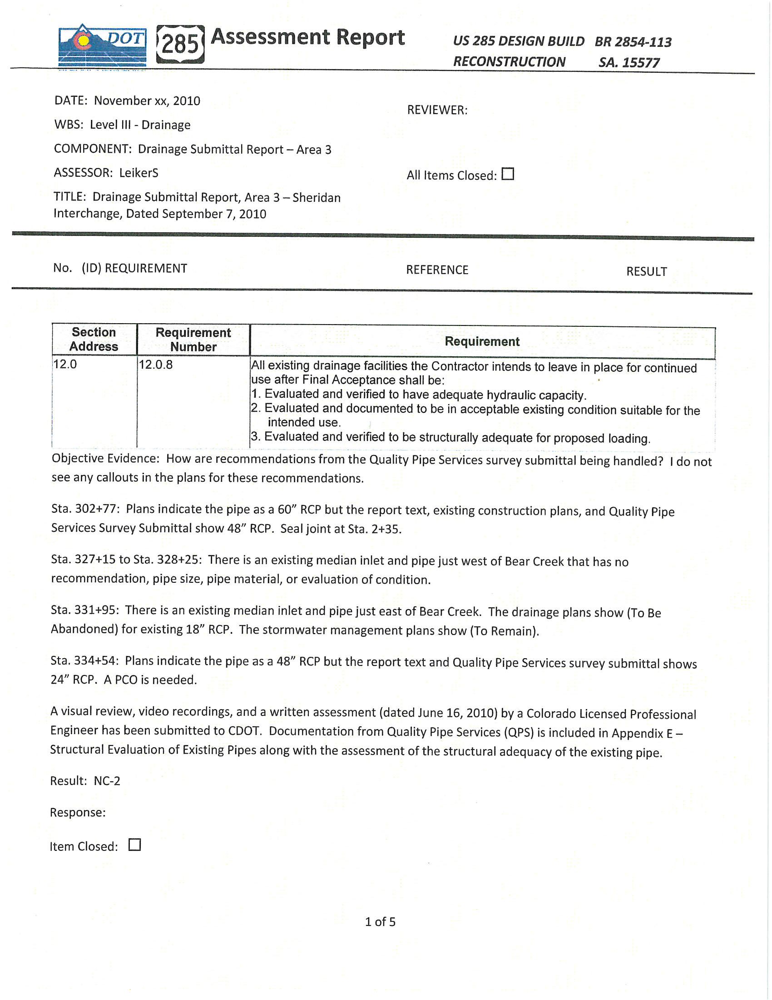 DOT 285 Assessment Report US 285 DESIGN BUILD BR 2854-113
RECONSTRUCTION SA. 15577
DATE: November xx, 2010
REVIEWER:
WBS: Level III - Drainage
COMPONENT: Drainage Submittal Report – Area 3
ASSESSOR: LeikerS
All Items Closed: ☐
TITLE: Drainage Submittal Report, Area 3 – Sheridan
Interchange, Dated September 7, 2010
No. (ID) REQUIREMENT REFERENCE RESULT
Section Address Requirement Number Requirement
12.0 12.0.8 All existing drainage facilities the Contractor intends to leave in place for continued
use after Final Acceptance shall be:
1. Evaluated and verified to have adequate hydraulic capacity.
2. Evaluated and documented to be in acceptable existing condition suitable for the
intended use.
3. Evaluated and verified to be structurally adequate for proposed loading.
Objective Evidence: How are recommendations from the Quality Pipe Services survey submittal being handled? I do not
see any callouts in the plans for these recommendations.
Sta. 302+77: Plans indicate the pipe as a 60” RCP but the report text, existing construction plans, and Quality Pipe
Services Survey Submittal show 48” RCP. Seal joint at Sta. 2+35.
Sta. 327+15 to Sta. 328+25: There is an existing median inlet and pipe just west of Bear Creek that has no
recommendation, pipe size, pipe material, or evaluation of condition.
Sta. 331+95: There is an existing median inlet and pipe just east of Bear Creek. The drainage plans show (To Be
Abandoned) for existing 18” RCP. The stormwater management plans show (To Remain).
Sta. 334+54: Plans indicate the pipe as a 48” RCP but the report text and Quality Pipe Services survey submittal shows
24” RCP. A PCO is needed.
A visual review, video recordings, and a written assessment (dated June 16, 2010) by a Colorado Licensed Professional
Engineer has been submitted to CDOT. Documentation from Quality Pipe Services (QPS) is included in Appendix E –
Structural Evaluation of Existing Pipes along with the assessment of the structural adequacy of the existing pipe.
Result: NC-2
Response:
Item Closed: ☐
1 of 5